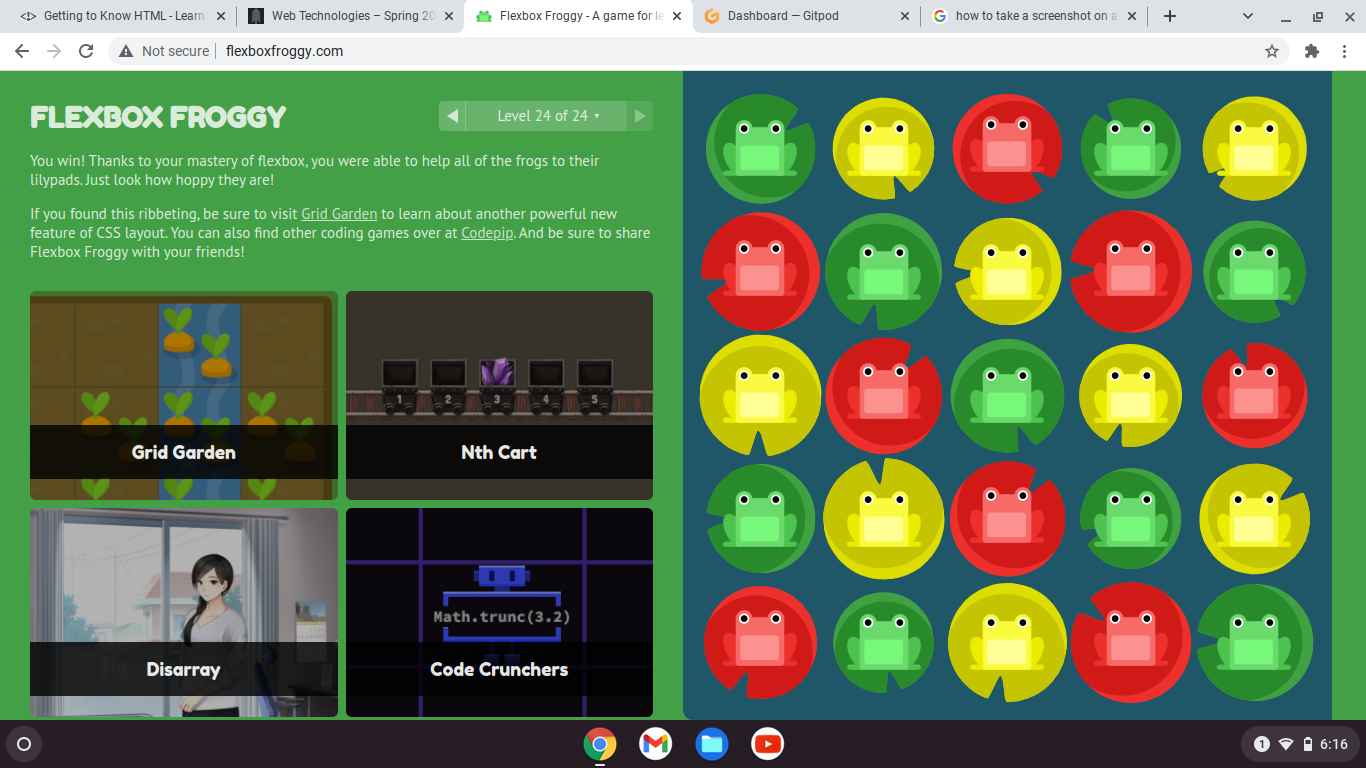 Getting to Know HTML - Learn
Web Technologies – Spring 20
Flexbox Froggy - A game for le
Dashboard — Gitpod
how to take a screenshot on a
Not secure
flexboxfroggy.com
FLEXBOX FROGGY
Level 24 of 24
You win! Thanks to your mastery of flexbox, you were able to help all of the frogs to their
lilypads. Just look how hoppy they are!
If you found this ribbeting, be sure to visit Grid Garden to learn about another powerful new
feature of CSS layout. You can also find other coding games over at Codepip. And be sure to share
Flexbox Froggy with your friends!
1 2 3 4 5
Grid Garden
Nth Cart
Math.trunc(3.2)
Disarray
Code Crunchers
1
6:16